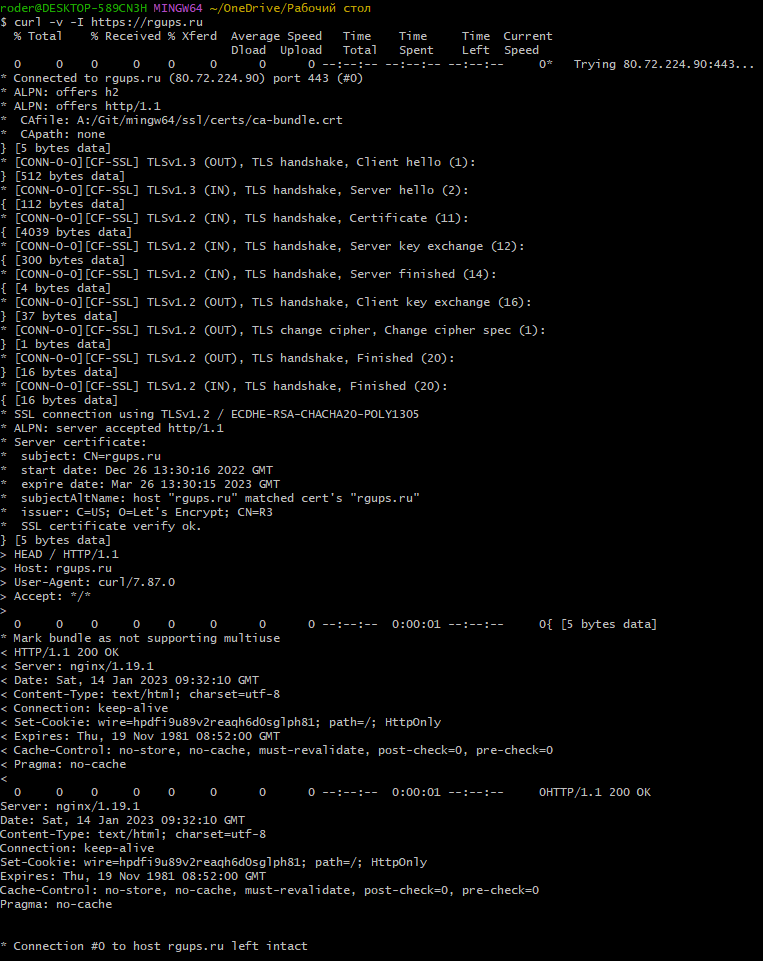 roder@DESKTOP-589CN3H MINGW64 ~/OneDrive/Рабочий стол
$ curl -v -I https://rgups.ru
  % Total    % Received % Xferd  Average Speed   Time    Time     Time  Current
                                 Dload  Upload   Total   Spent    Left  Speed
  0     0    0     0    0     0      0      0 --:--:-- --:--:-- --:--:--     0*   Trying 80.72.224.90:443...
* Connected to rgups.ru (80.72.224.90) port 443 (#0)
* ALPN: offers h2
* ALPN: offers http/1.1
*  CAfile: A:/Git/mingw64/ssl/certs/ca-bundle.crt
*  CApath: none
} [5 bytes data]
* [CONN-0-0][CF-SSL] TLSv1.3 (OUT), TLS handshake, Client hello (1):
} [512 bytes data]
* [CONN-0-0][CF-SSL] TLSv1.3 (IN), TLS handshake, Server hello (2):
{ [112 bytes data]
* [CONN-0-0][CF-SSL] TLSv1.2 (IN), TLS handshake, Certificate (11):
{ [4039 bytes data]
* [CONN-0-0][CF-SSL] TLSv1.2 (IN), TLS handshake, Server key exchange (12):
{ [300 bytes data]
* [CONN-0-0][CF-SSL] TLSv1.2 (IN), TLS handshake, Server finished (14):
{ [4 bytes data]
* [CONN-0-0][CF-SSL] TLSv1.2 (OUT), TLS handshake, Client key exchange (16):
} [37 bytes data]
* [CONN-0-0][CF-SSL] TLSv1.2 (OUT), TLS change cipher, Change cipher spec (1):
} [1 bytes data]
* [CONN-0-0][CF-SSL] TLSv1.2 (OUT), TLS handshake, Finished (20):
} [16 bytes data]
* [CONN-0-0][CF-SSL] TLSv1.2 (IN), TLS handshake, Finished (20):
{ [16 bytes data]
* SSL connection using TLSv1.2 / ECDHE-RSA-CHACHA20-POLY1305
* ALPN: server accepted http/1.1
* Server certificate:
*  subject: CN=rgups.ru
*  start date: Dec 26 13:30:16 2022 GMT
*  expire date: Mar 26 13:30:15 2023 GMT
*  subjectAltName: host "rgups.ru" matched cert's "rgups.ru"
*  issuer: C=US; O=Let's Encrypt; CN=R3
*  SSL certificate verify ok.
} [5 bytes data]
> HEAD / HTTP/1.1
> Host: rgups.ru
> User-Agent: curl/7.87.0
> Accept: */*
>
  0     0    0     0    0     0      0      0 --:--:--  0:00:01 --:--:--     0{ [5 bytes data]
* Mark bundle as not supporting multiuse
< HTTP/1.1 200 OK
< Server: nginx/1.19.1
< Date: Sat, 14 Jan 2023 09:32:10 GMT
< Content-Type: text/html; charset=utf-8
< Connection: keep-alive
< Set-Cookie: wire=hpdfi9u89v2reaqh6d0sglph81; path=/; HttpOnly
< Expires: Thu, 19 Nov 1981 08:52:00 GMT
< Cache-Control: no-store, no-cache, must-revalidate, post-check=0, pre-check=0
< Pragma: no-cache
<
  0     0    0     0    0     0      0      0 --:--:--  0:00:01 --:--:--     0HTTP/1.1 200 OK
Server: nginx/1.19.1
Date: Sat, 14 Jan 2023 09:32:10 GMT
Content-Type: text/html; charset=utf-8
Connection: keep-alive
Set-Cookie: wire=hpdfi9u89v2reaqh6d0sglph81; path=/; HttpOnly
Expires: Thu, 19 Nov 1981 08:52:00 GMT
Cache-Control: no-store, no-cache, must-revalidate, post-check=0, pre-check=0
Pragma: no-cache
* Connection #0 to host rgups.ru left intact